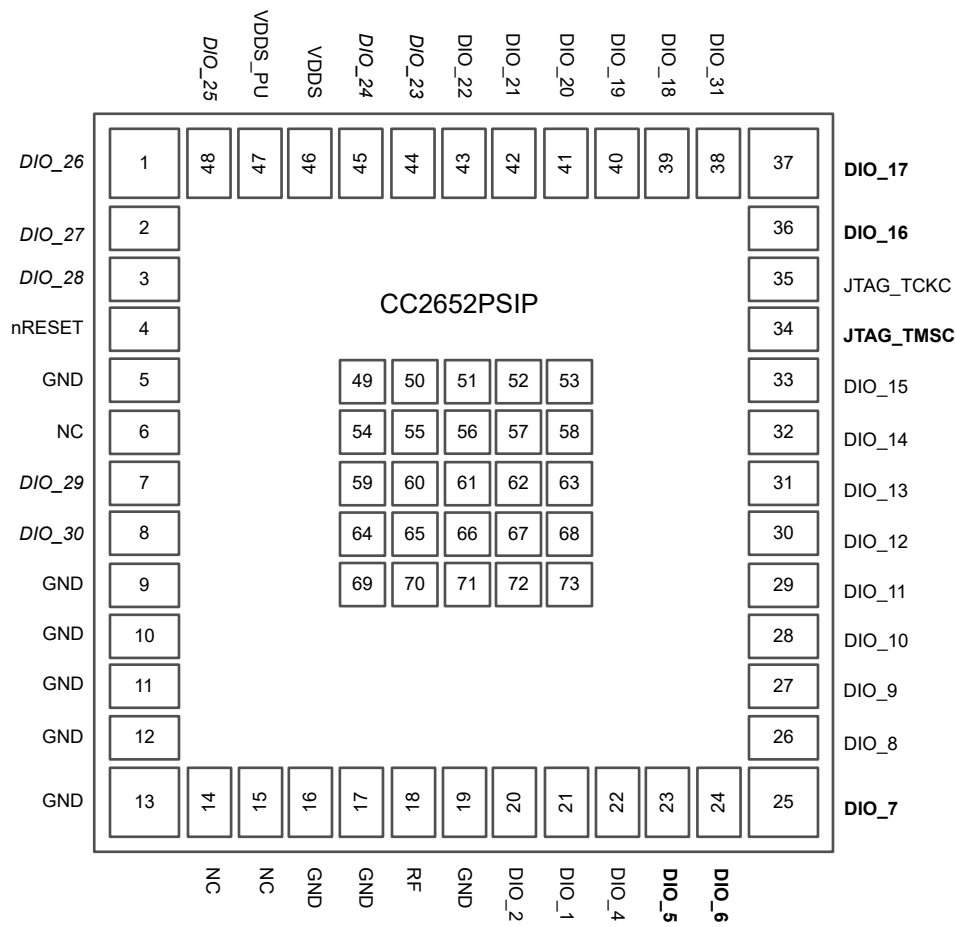 DIO_25
VDDS_PU
VDDS
DIO_24
DIO_23
DIO_22
DIO_21
DIO_20
DIO_19
DIO_18
DIO_31
DIO_26 1 48 47 46 45 44 43 42 41 40 39 38 37 DIO_17
DIO_27 2 36 DIO_16
DIO_28 3 35 JTAG_TCKC
CC2652PSIP
nRESET 4 34 JTAG_TMSC
GND 5 49 50 51 52 53 33 DIO_15
NC 6 54 55 56 57 58 32 DIO_14
DIO_29 7 59 60 61 62 63 31 DIO_13
DIO_30 8 64 65 66 67 68 30 DIO_12
GND 9 69 70 71 72 73 29 DIO_11
GND 10 28 DIO_10
GND 11 27 DIO_9
GND 12 26 DIO_8
GND 13 14 15 16 17 18 19 20 21 22 23 24 25 DIO_7
NC
NC
GND
GND
RF
GND
DIO_2
DIO_1
DIO_4
DIO_5
DIO_6